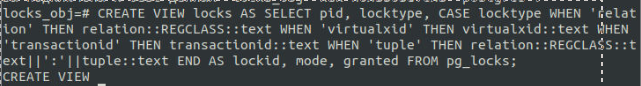 locks_obj=# CREATE VIEW locks AS SELECT pid, locktype, CASE locktype WHEN 'relat
ion' THEN relation::REGCLASS::text WHEN 'virtualxid' THEN virtualxid::text WHEN
'transactionid' THEN transactionid::text WHEN 'tuple' THEN relation::REGCLASS::t
ext||':'||tuple::text END AS lockid, mode, granted FROM pg_locks;
CREATE VIEW